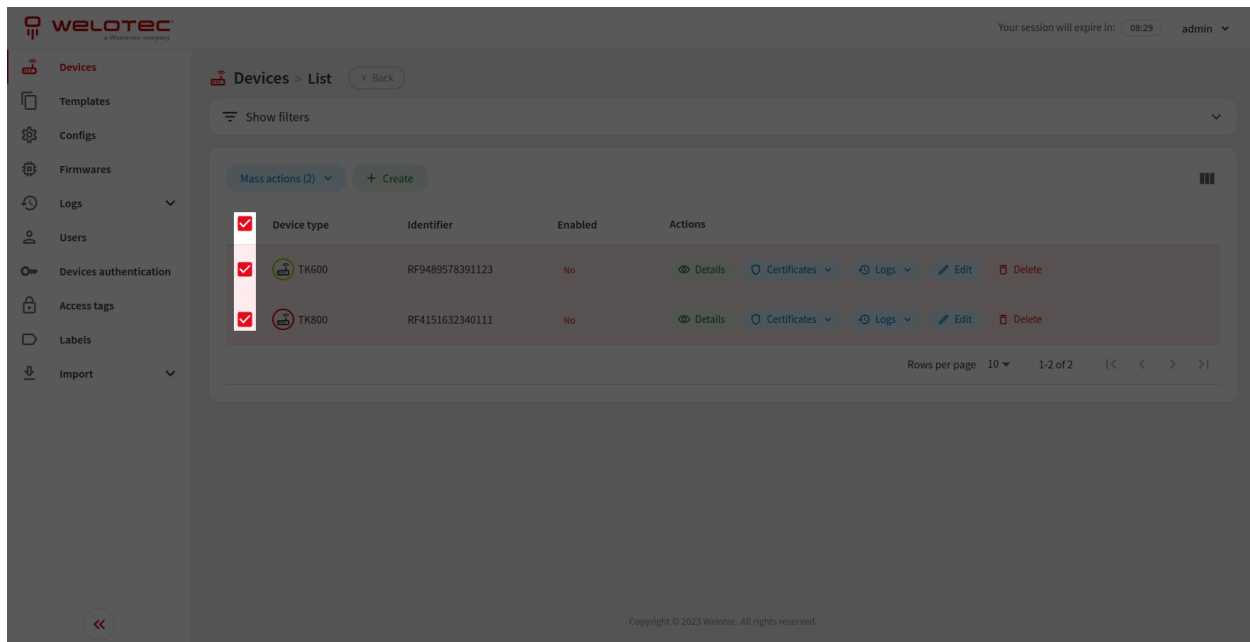 WELOTEC
a Westermo company
Your session will expire in: 08:29 admin
Devices
Templates
Configs
Firmwares
Logs
Users
Devices authentication
Access tags
Labels
Import
Devices > List < Back
Show filters
Mass actions (2) + Create
Device type Identifier Enabled Actions
TK600 RF9489578391123 No Details Certificates Logs Edit Delete
TK800 RF4151632340111 No Details Certificates Logs Edit Delete
Rows per page 10 1-2 of 2
Copyright © 2023 Welotec. All rights reserved.